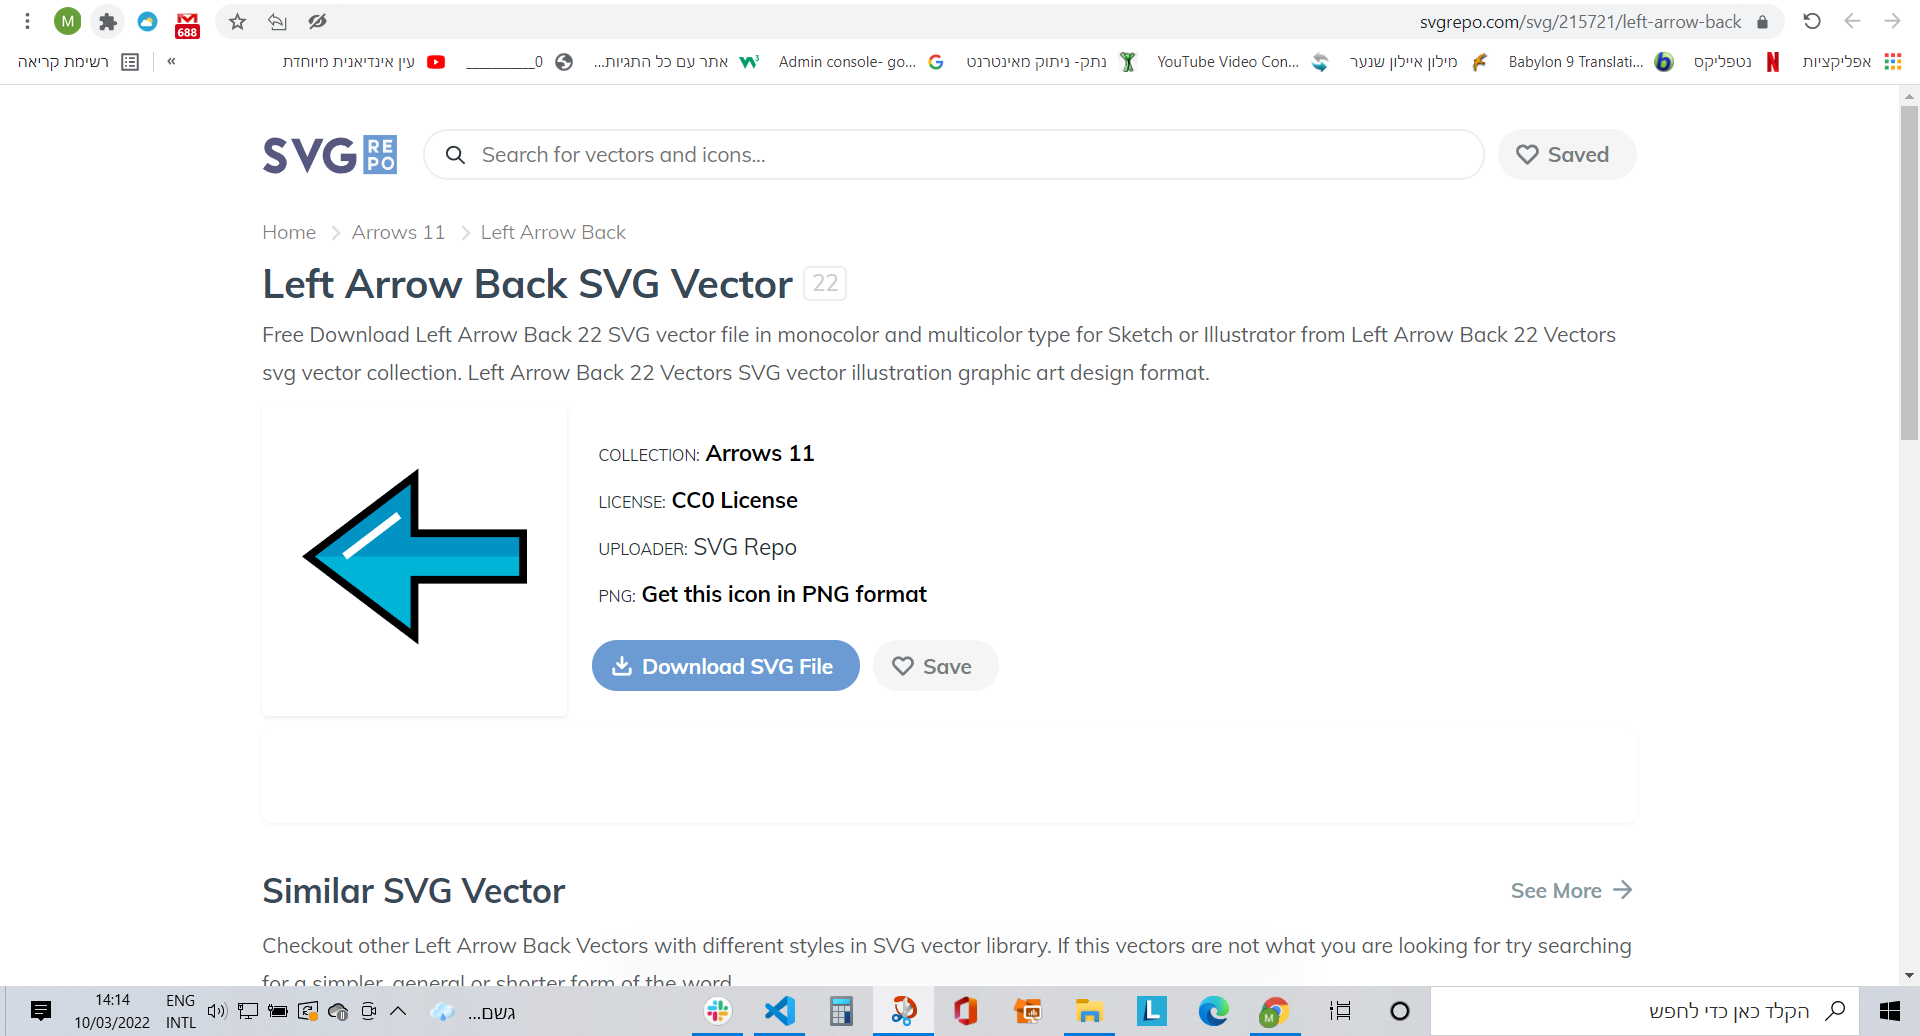 M
688
svgrepo.com/svg/215721/left-arrow-back
רשימת קריאה
»
עין אינדיאנית מיוחדת
___________0
אתר עם כל התגיות...
Admin console- go...
נתק- ניתוק מאינטרנט
YouTube Video Con...
מילון איילון שנער
Babylon 9 Translati...
נטפליקס
אפליקציות
SVG REPO
Search for vectors and icons...
Saved
Home
Arrows 11
Left Arrow Back
Left Arrow Back SVG Vector 22
Free Download Left Arrow Back 22 SVG vector file in monocolor and multicolor type for Sketch or Illustrator from Left Arrow Back 22 Vectors
svg vector collection. Left Arrow Back 22 Vectors SVG vector illustration graphic art design format.
COLLECTION: Arrows 11
LICENSE: CC0 License
UPLOADER: SVG Repo
PNG: Get this icon in PNG format
Download SVG File
Save
Similar SVG Vector
See More
Checkout other Left Arrow Back Vectors with different styles in SVG vector library. If this vectors are not what you are looking for try searching
for a simpler, general or shorter form of the word.
14:14
10/03/2022
ENG
INTL
גשם...
L
M
הקלד כאן כדי לחפש